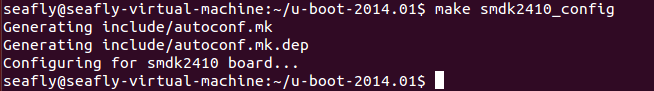 seafly@seafly-virtual-machine:~/u-boot-2014.01$ make smdk2410_config
Generating include/autoconf.mk
Generating include/autoconf.mk.dep
Configuring for smdk2410 board...
seafly@seafly-virtual-machine:~/u-boot-2014.01$